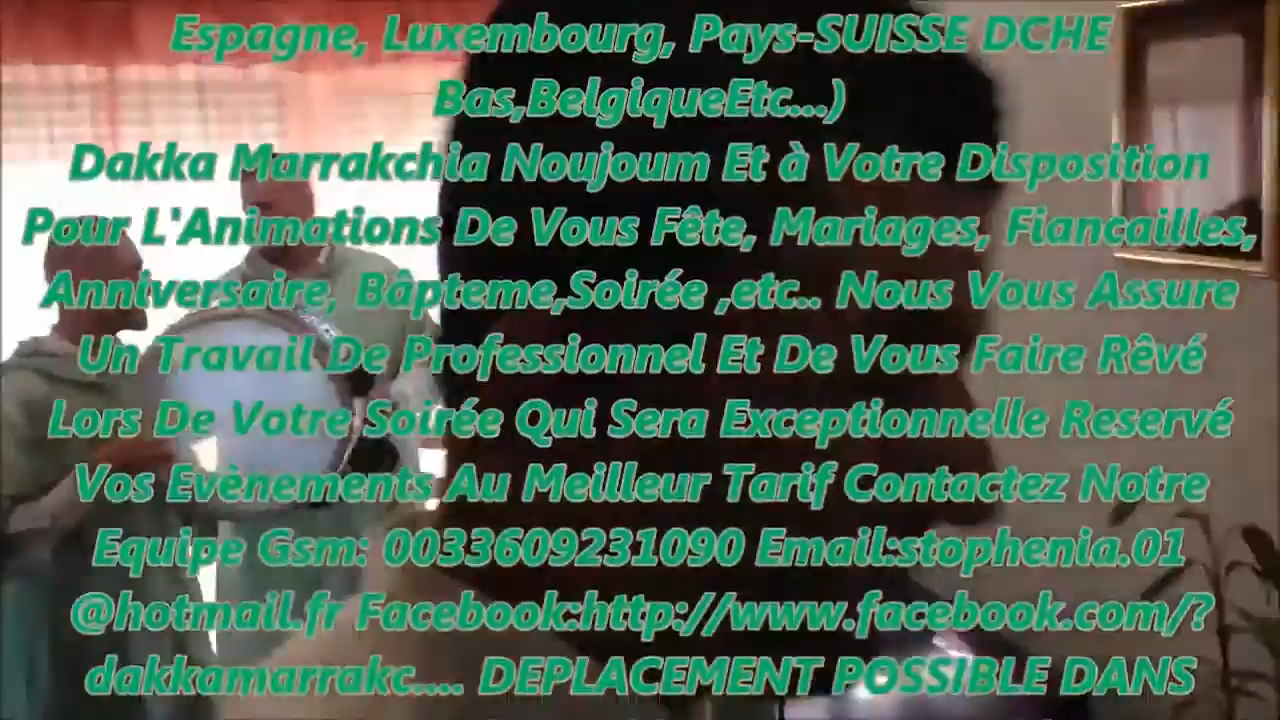 Espagne, Luxembourg, Pays-SUISSE DCHE
Bas,BelgiqueEtc...)
Dakka Marrakchia Noujoum Et à Votre Disposition
Pour L'Animations De Vous Fête, Mariages, Fiancailles,
Anniversaire, Bâpteme,Soirée ,etc.. Nous Vous Assure
Un Travail De Professionnel Et De Vous Faire Rêvé
Lors De Votre Soirée Qui Sera Exceptionnelle Reservé
Vos Evènements Au Meilleur Tarif Contactez Notre
Equipe Gsm: 0033609231090 Email:stophenia.01
@hotmail.fr Facebook:http://www.facebook.com/?
dakkamarrakc.... DEPLACEMENT POSSIBLE DANS